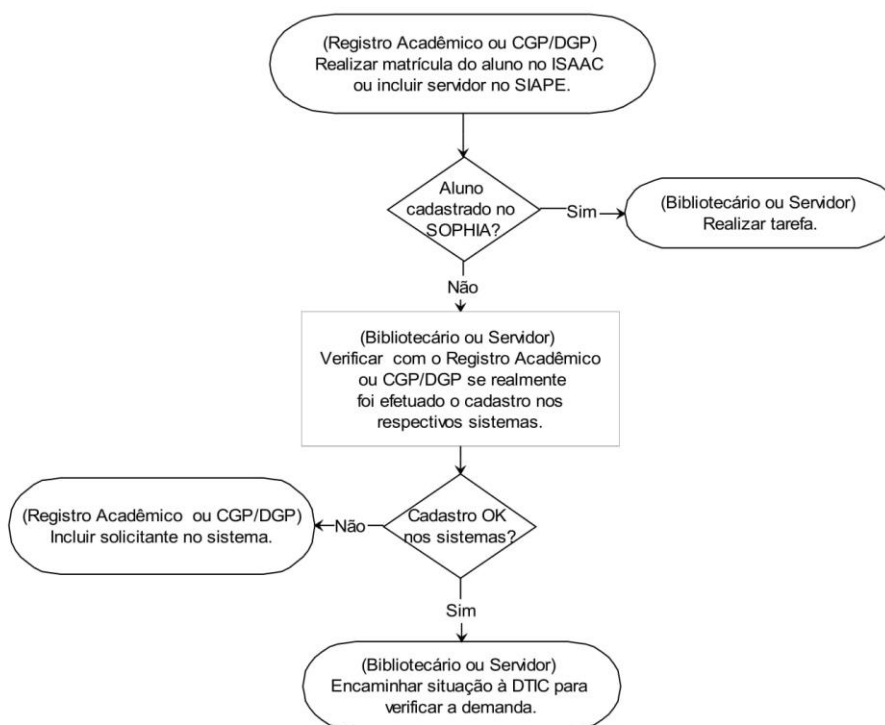 (Registro Acadêmico ou CGP/DGP)
Realizar matrícula do aluno no ISAAC
ou incluir servidor no SIAPE.
Aluno
cadastrado no
SOPHIA?
Sim
(Bibliotecário ou Servidor)
Realizar tarefa.
Não
(Bibliotecário ou Servidor)
Verificar com o Registro Acadêmico
ou CGP/DGP se realmente
foi efetuado o cadastro nos
respectivos sistemas.
(Registro Acadêmico ou CGP/DGP)
Incluir solicitante no sistema.
Não
Cadastro OK
nos sistemas?
Sim
(Bibliotecário ou Servidor)
Encaminhar situação à DTIC para
verificar a demanda.